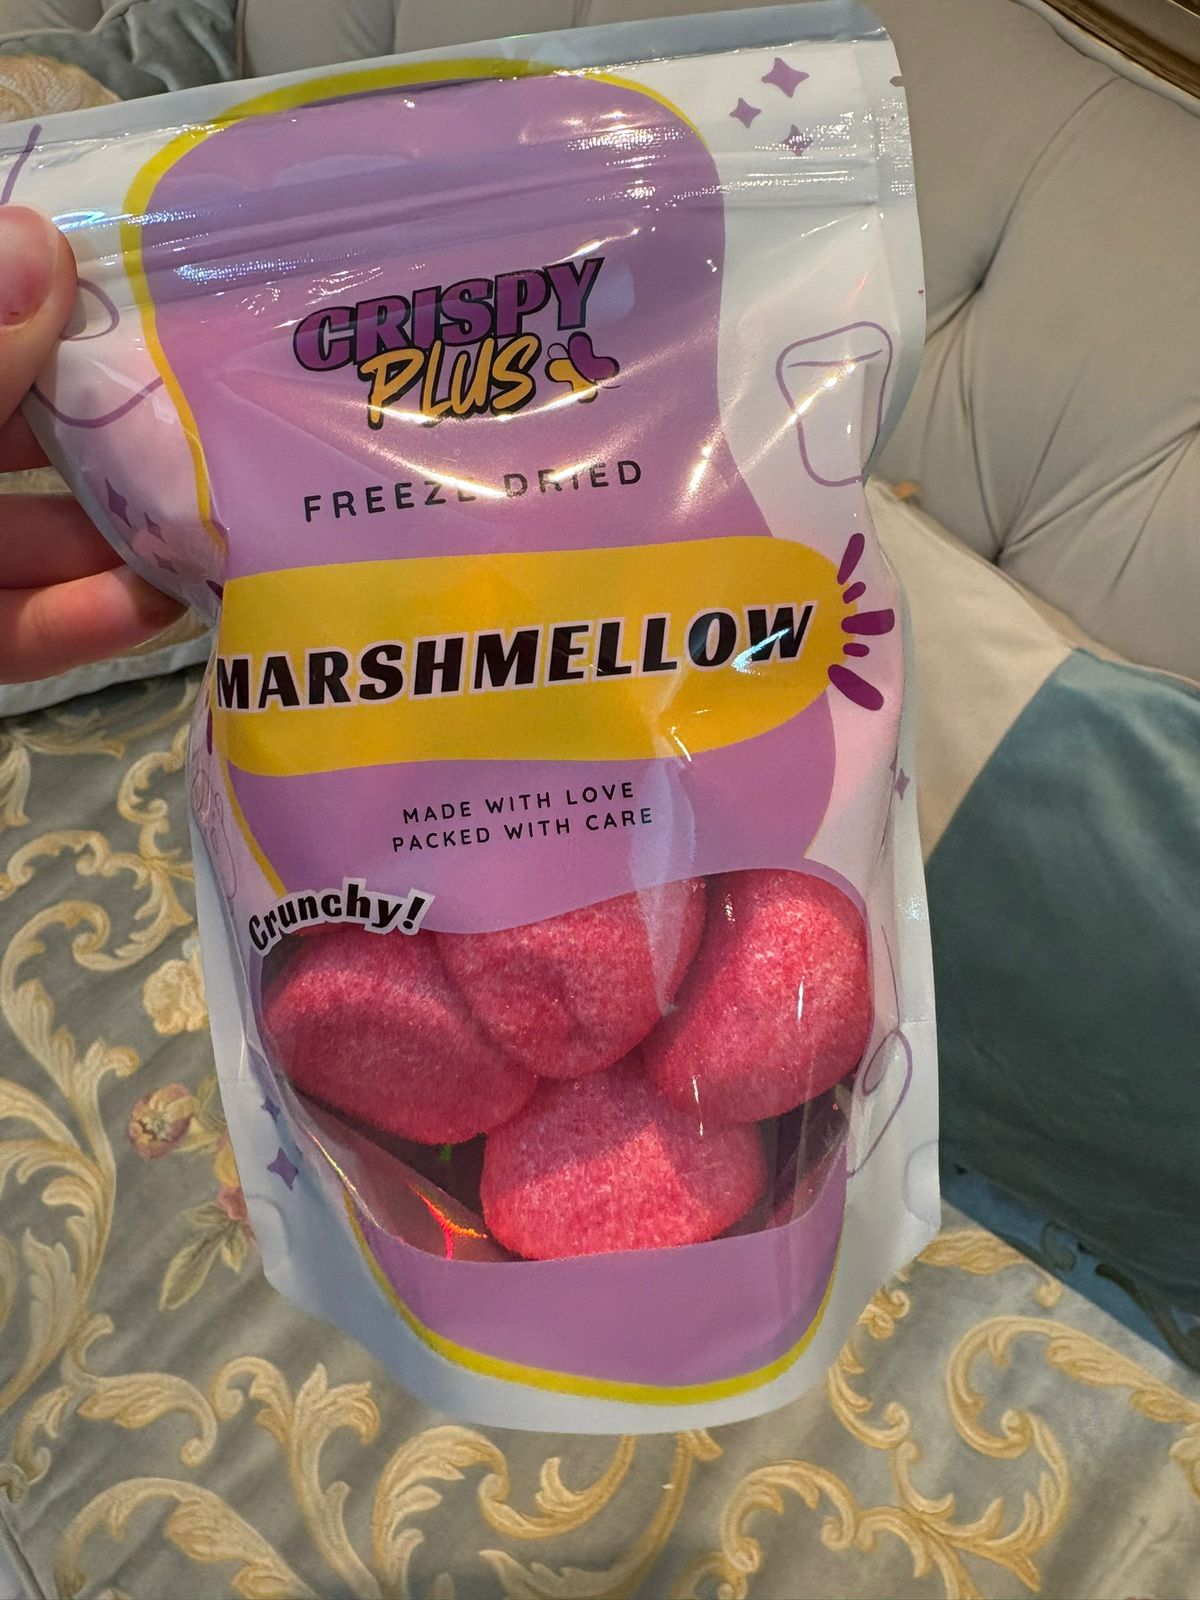 CRISPY
PLUS
FREEZE DRIED
MARSHMELLOW
MADE WITH LOVE
PACKED WITH CARE
Crunchy!